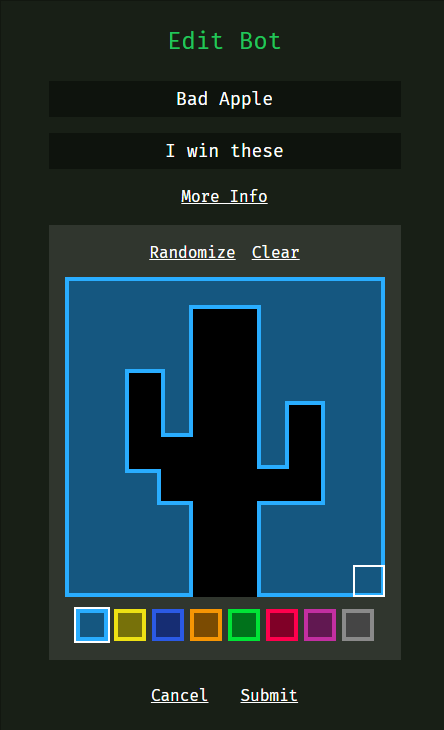 Edit Bot
Bad Apple
I win these
More Info
Randomize Clear
Cancel Submit